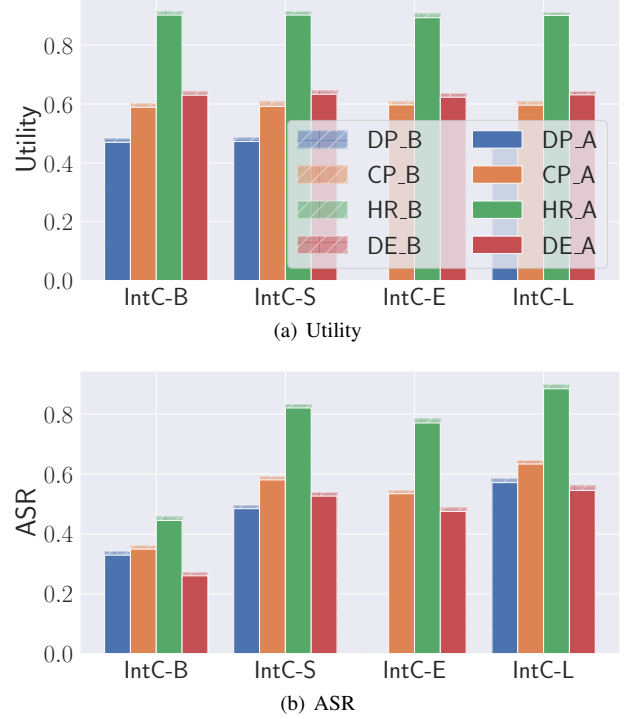 0.8
0.6
0.4
0.2
0.0
Utility
DP_B DP_A
CP_B CP_A
HR_B HR_A
DE_B DE_A
IntC-B IntC-S IntC-E IntC-L
(a) Utility
0.8
0.6
0.4
0.2
0.0
ASR
IntC-B IntC-S IntC-E IntC-L
(b) ASR